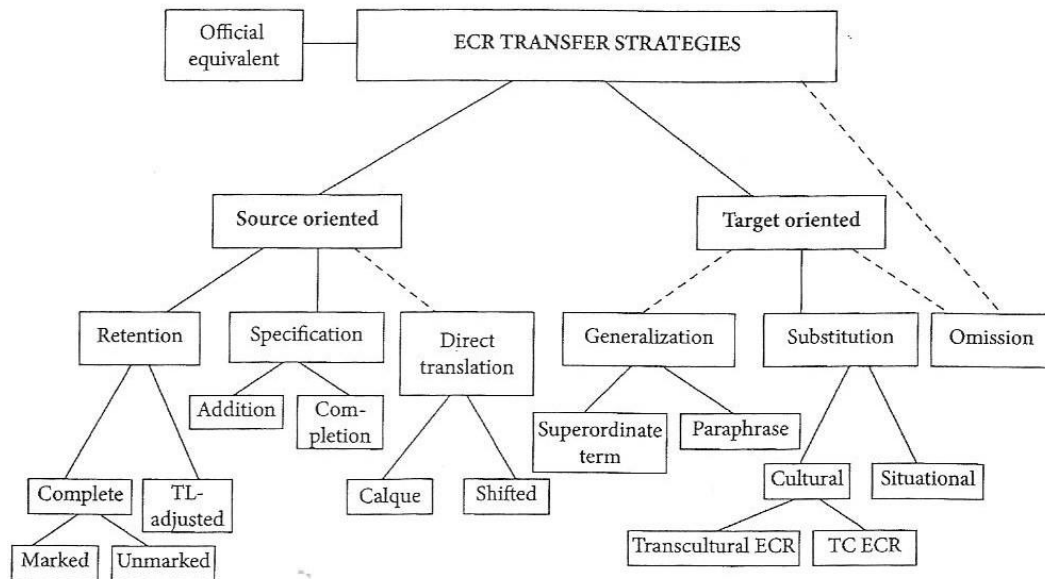 Official
equivalent
ECR TRANSFER STRATEGIES
Source oriented
Target oriented
Retention
Specification
Direct
translation
Generalization
Substitution
Omission
Addition
Com-
pletion
Superordinate
term
Paraphrase
Complete
TL-
adjusted
Calque
Shifted
Cultural
Situational
Marked
Unmarked
Transcultural ECR
TC ECR